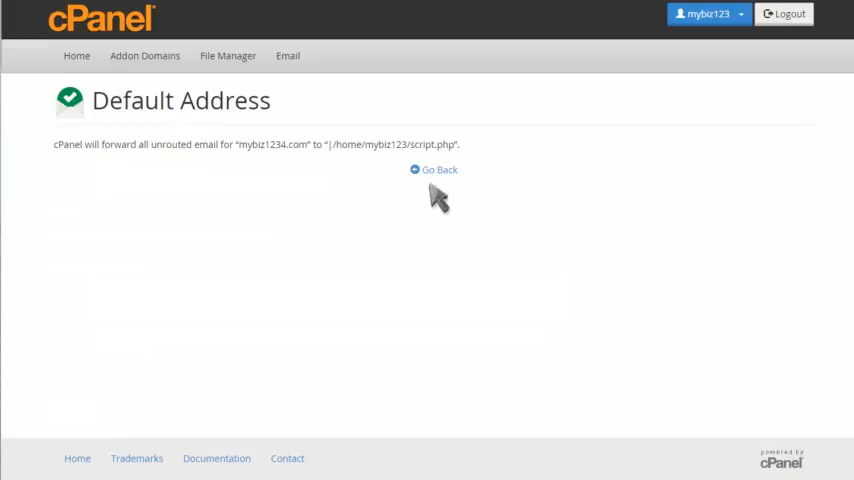 cPanel
mybiz123
Logout
Home Addon Domains File Manager Email
Default Address
cPanel will forward all unrouted email for “mybiz1234.com” to “|/home/mybiz123/script.php”.
Go Back
Home Trademarks Documentation Contact
powered by
cPanel